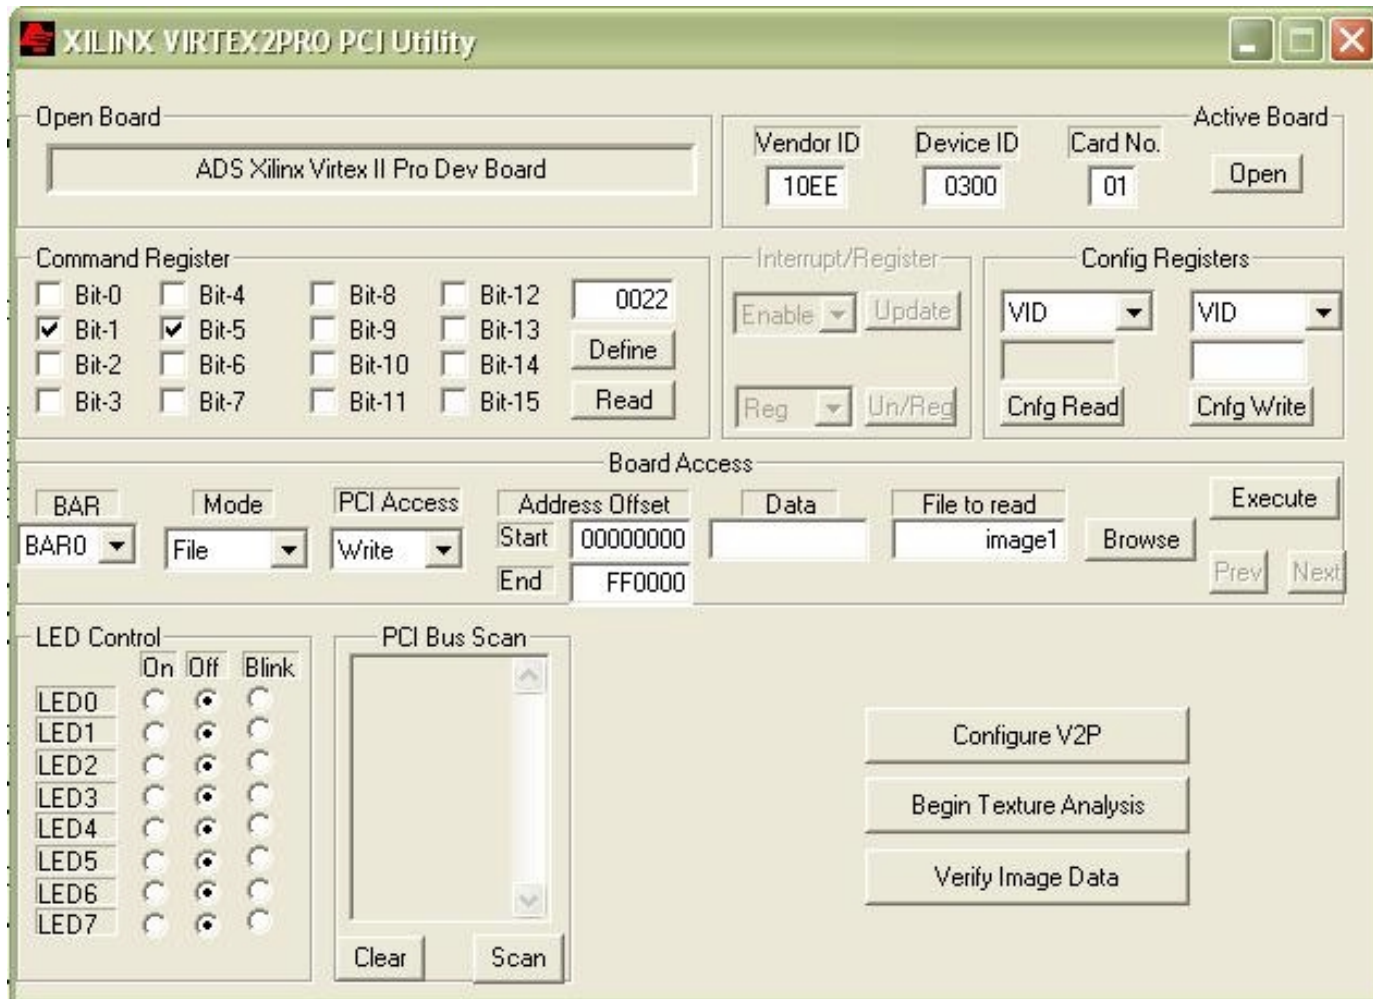 XILINX VIRTEX2PRO PCI Utility
Open Board
ADS Xilinx Virtex II Pro Dev Board
Active Board
Vendor ID Device ID Card No.
10EE 0300 01 Open
Command Register
Bit-0 Bit-4 Bit-8 Bit-12 0022
Bit-1 Bit-5 Bit-9 Bit-13
Define
Bit-2 Bit-6 Bit-10 Bit-14
Bit-3 Bit-7 Bit-11 Bit-15 Read
Interrupt/Register
Enable Update
Reg Un/Reg
Config Registers
VID VID
Cnfg Read Cnfg Write
Board Access
BAR Mode PCI Access Address Offset Data File to read Execute
BAR0 File Write Start 00000000 image1 Browse
End FF0000 Prev Next
LED Control
On Off Blink
LED0
LED1
LED2
LED3
LED4
LED5
LED6
LED7
PCI Bus Scan
Clear Scan
Configure V2P
Begin Texture Analysis
Verify Image Data